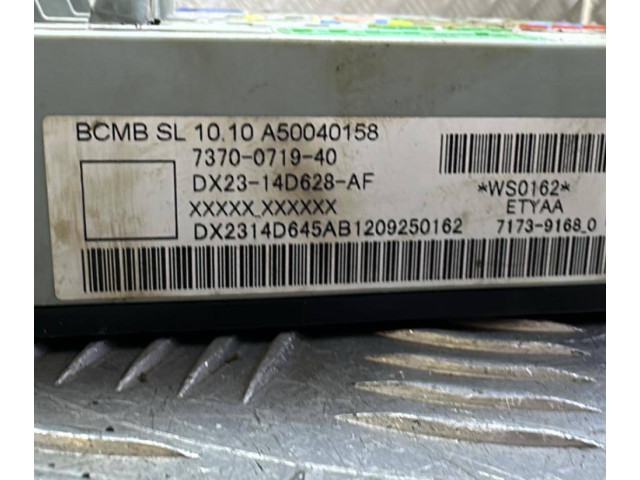 BCMB SL 10.10 A50040158
7370-0719-40
DX23-14D628-AF
XXXXX_XXXXXX
DX2314D645AB1209250162
*WS0162*
ETYAA
7173-9168_0